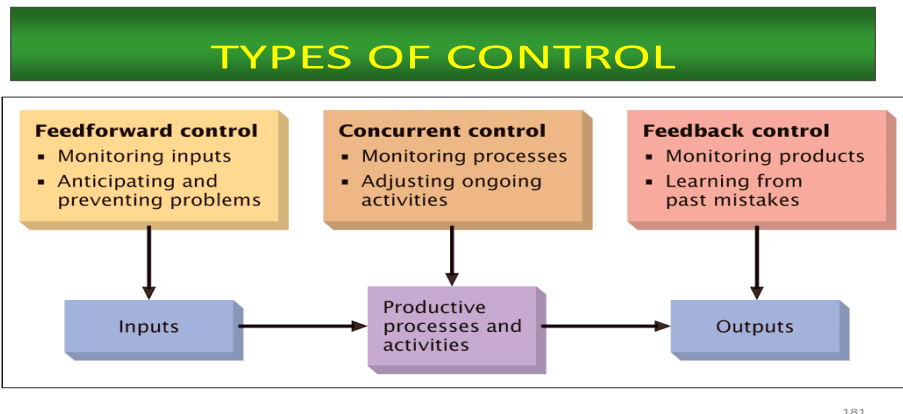 TYPES OF CONTROL
Feedforward control
▪ Monitoring inputs
▪ Anticipating and
preventing problems
Concurrent control
▪ Monitoring processes
▪ Adjusting ongoing
activities
Feedback control
▪ Monitoring products
▪ Learning from
past mistakes
Inputs
Productive
processes and
activities
Outputs
181